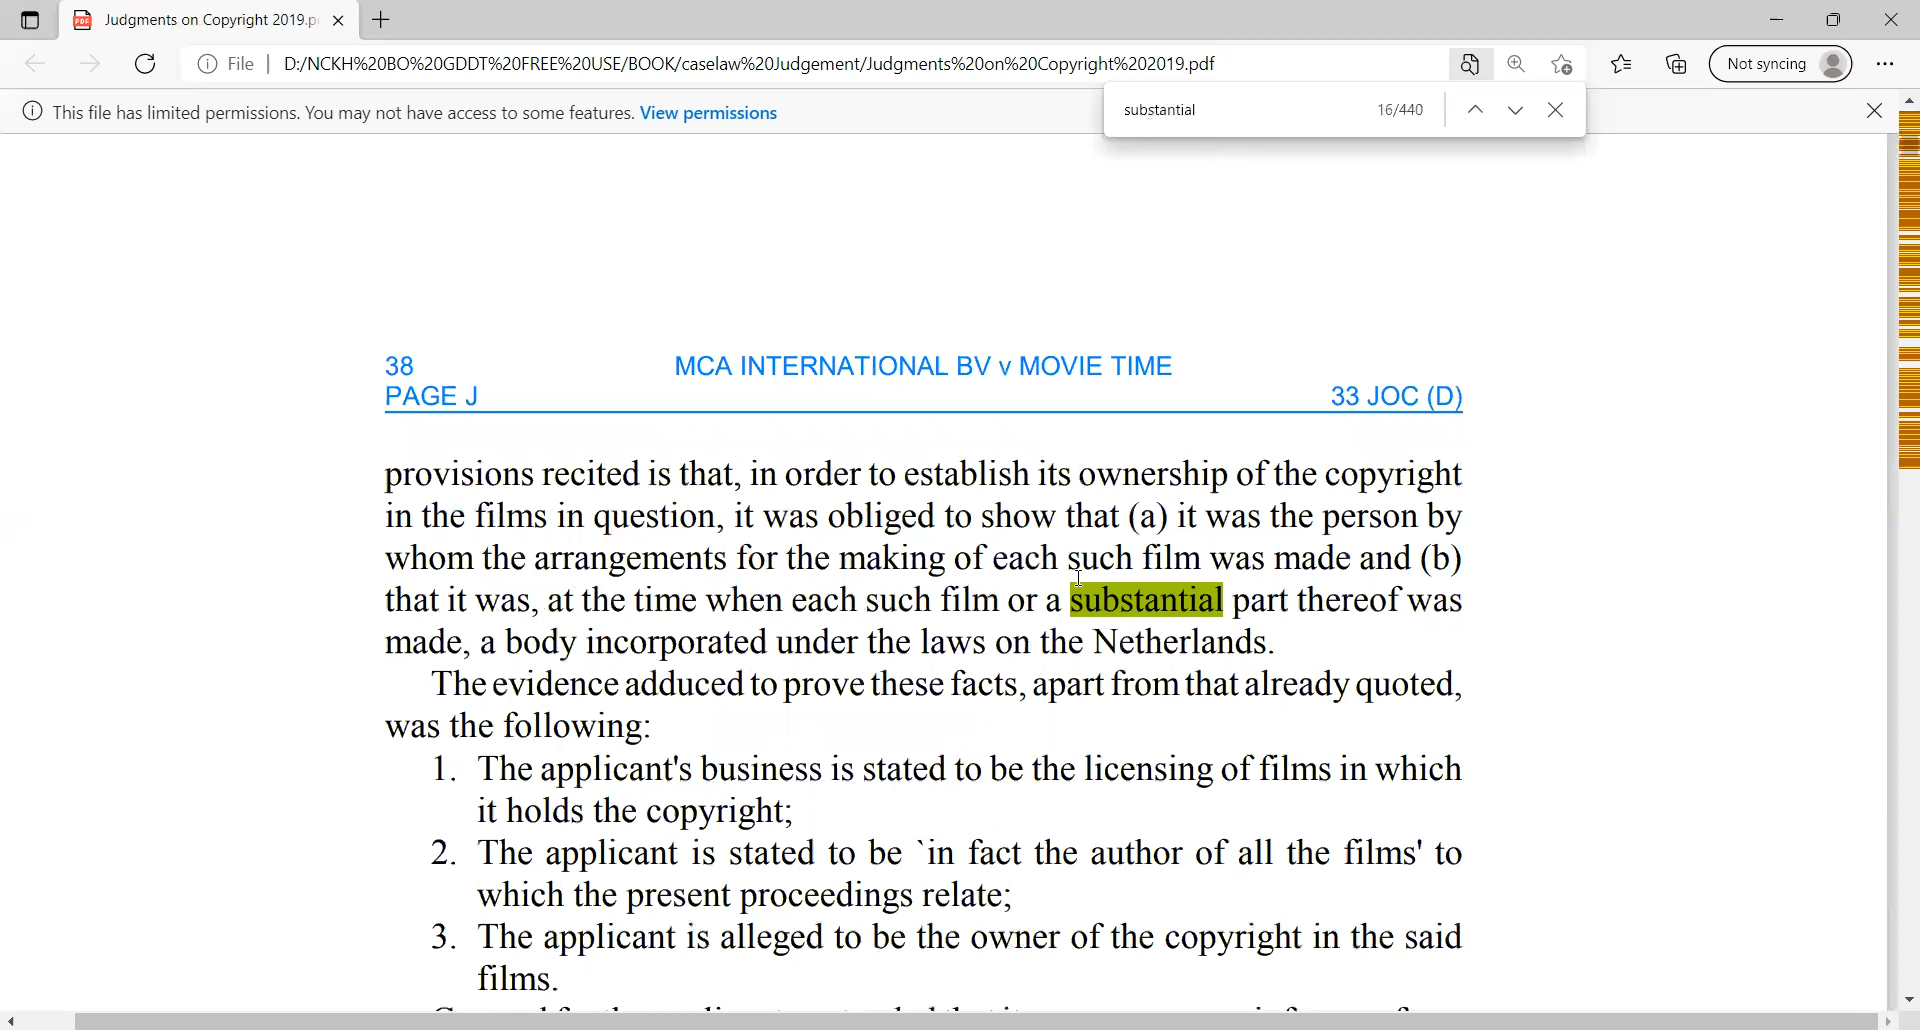 Judgments on Copyright 2019.p
File D:/NCKH%20BO%20GDDT%20FREE%20USE/BOOK/caselaw%20Judgement/Judgments%20on%20Copyright%202019.pdf
Not syncing
This file has limited permissions. You may not have access to some features. View permissions
substantial 16/440
38 MCA INTERNATIONAL BV v MOVIE TIME
PAGE J 33 JOC (D)
provisions recited is that, in order to establish its ownership of the copyright
in the films in question, it was obliged to show that (a) it was the person by
whom the arrangements for the making of each such film was made and (b)
that it was, at the time when each such film or a substantial part thereof was
made, a body incorporated under the laws on the Netherlands.
The evidence adduced to prove these facts, apart from that already quoted,
was the following:
1. The applicant's business is stated to be the licensing of films in which
it holds the copyright;
2. The applicant is stated to be `in fact the author of all the films' to
which the present proceedings relate;
3. The applicant is alleged to be the owner of the copyright in the said
films.